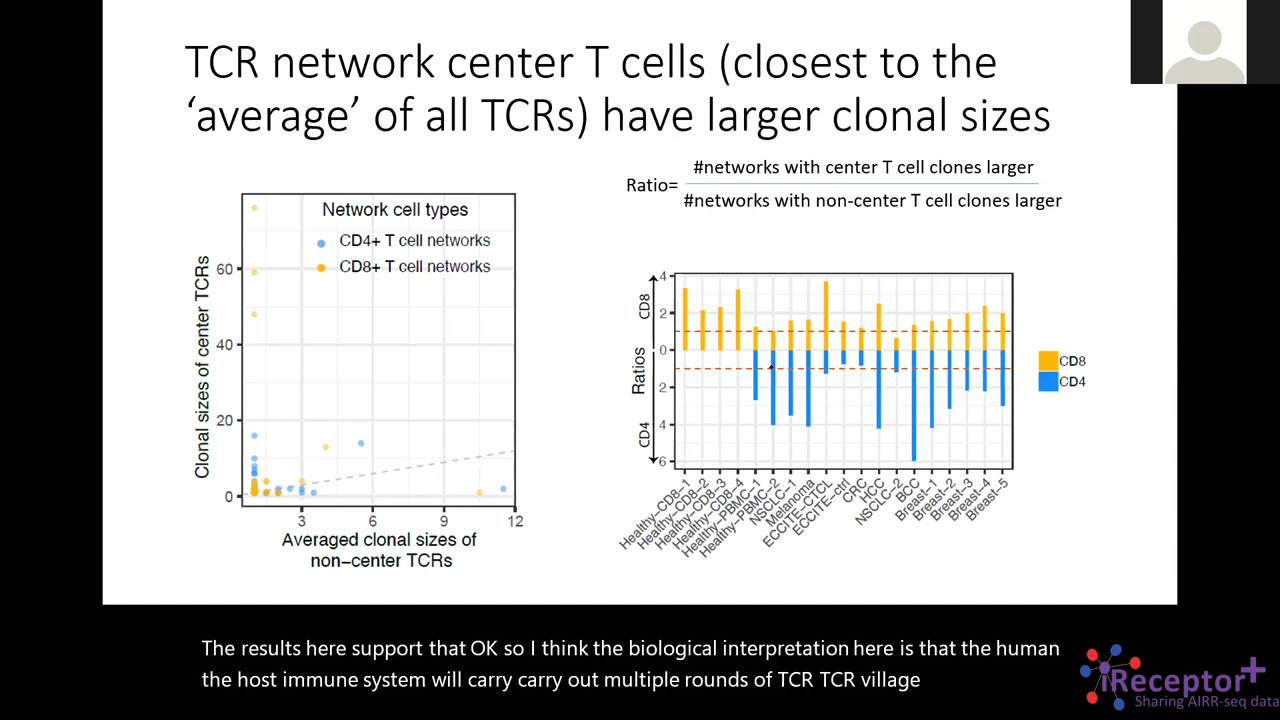 TCR network center T cells (closest to the
‘average’ of all TCRs) have larger clonal sizes
Ratio=
#networks with center T cell clones larger
#networks with non-center T cell clones larger
Network cell types
CD4+ T cell networks
CD8+ T cell networks
Clonal sizes of center TCRs
60
40
20
0
3
6
9
12
Averaged clonal sizes of
non-center TCRs
CD8
Ratios
CD4
4
2
0
2
4
6
Healthy-CD8-1
Healthy-CD8-2
Healthy-CD8-3
Healthy-CD8-4
Healthy-PBMC-1
Healthy-PBMC-2
NSCLC-1
Melanoma
ECCITE-CTCL
ECCITE-ctrl
CRC
HCC
NSCLC-2
BCC
Breast-1
Breast-2
Breast-3
Breast-4
Breast-5
CD8
CD4
The results here support that OK so I think the biological interpretation here is that the human
the host immune system will carry carry out multiple rounds of TCR TCR village
iReceptor+
Sharing AIRR-seq data